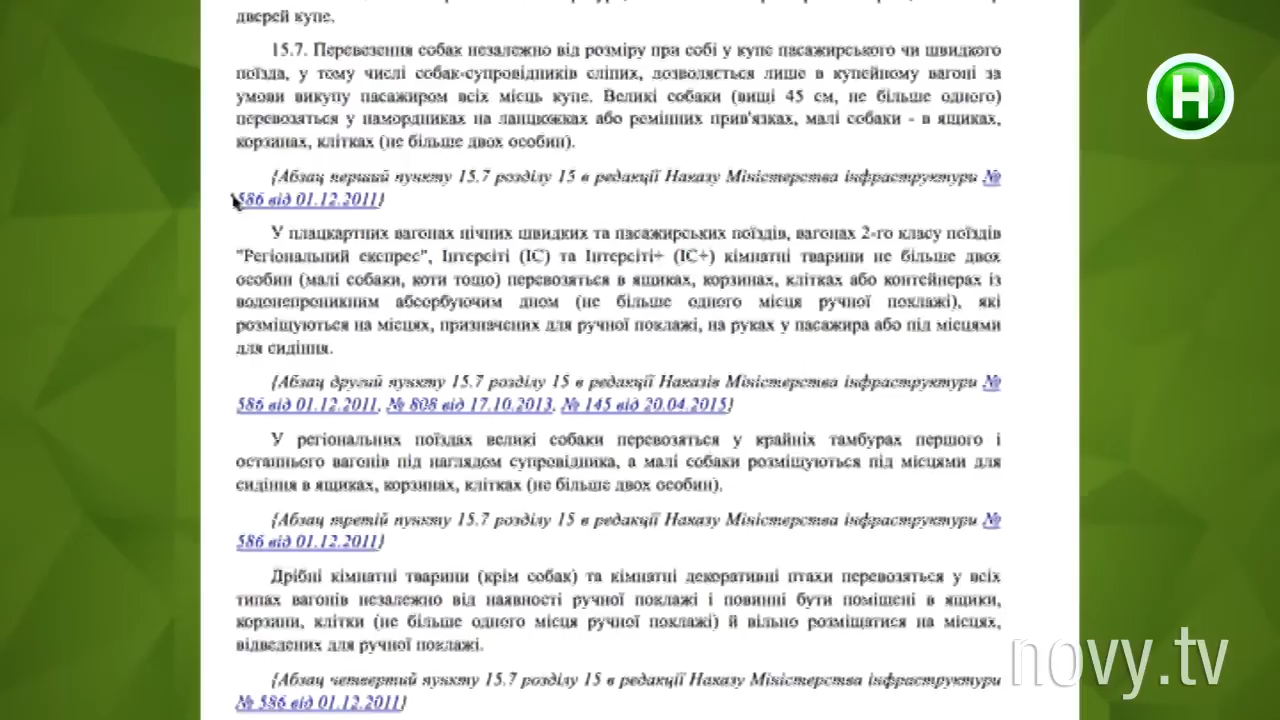 дверей купе.
15.7. Перевезення собак незалежно від розміру при собі у купе пасажирського чи швидкого
поїзда, у тому числі собак-супровідників сліпих, дозволяється лише в купейному вагоні за
умови викупу пасажиром всіх місць купе. Великі собаки (вищі 45 см, не більше одного)
перевозяться у намордниках на ланцюжках або ремінних прив'язках, малі собаки - в ящиках,
корзинах, клітках (не більше двох особин).
{Абзац перший пункту 15.7 розділу 15 в редакції Наказу Міністерства інфраструктури №
586 від 01.12.2011}
У плацкартних вагонах нічних швидких та пасажирських поїздів, вагонах 2-го класу поїздів
"Регіональний експрес", Інтерсіті (ІС) та Інтерсіті+ (ІС+) кімнатні тварини не більше двох
особин (малі собаки, коти тощо) перевозяться в ящиках, корзинах, клітках або контейнерах із
водонепроникним абсорбуючим дном (не більше одного місця ручної поклажі), які
розміщуються на місцях, призначених для ручної поклажі, на руках у пасажира або під місцями
для сидіння.
{Абзац другий пункту 15.7 розділу 15 в редакції Наказів Міністерства інфраструктури №
586 від 01.12.2011, № 808 від 17.10.2013, № 145 від 20.04.2015}
У регіональних поїздах великі собаки перевозяться у крайніх тамбурах першого і
останнього вагонів під наглядом супровідника, а малі собаки розміщуються під місцями для
сидіння в ящиках, корзинах, клітках (не більше двох особин).
{Абзац третій пункту 15.7 розділу 15 в редакції Наказу Міністерства інфраструктури №
586 від 01.12.2011}
Дрібні кімнатні тварини (крім собак) та кімнатні декоративні птахи перевозяться у всіх
типах вагонів незалежно від наявності ручної поклажі і повинні бути поміщені в ящики,
корзини, клітки (не більше одного місця ручної поклажі) й вільно розміщатися на місцях,
відведених для ручної поклажі.
{Абзац четвертий пункту 15.7 розділу 15 в редакції Наказу Міністерства інфраструктури
№ 586 від 01.12.2011}
Н
novy.tv